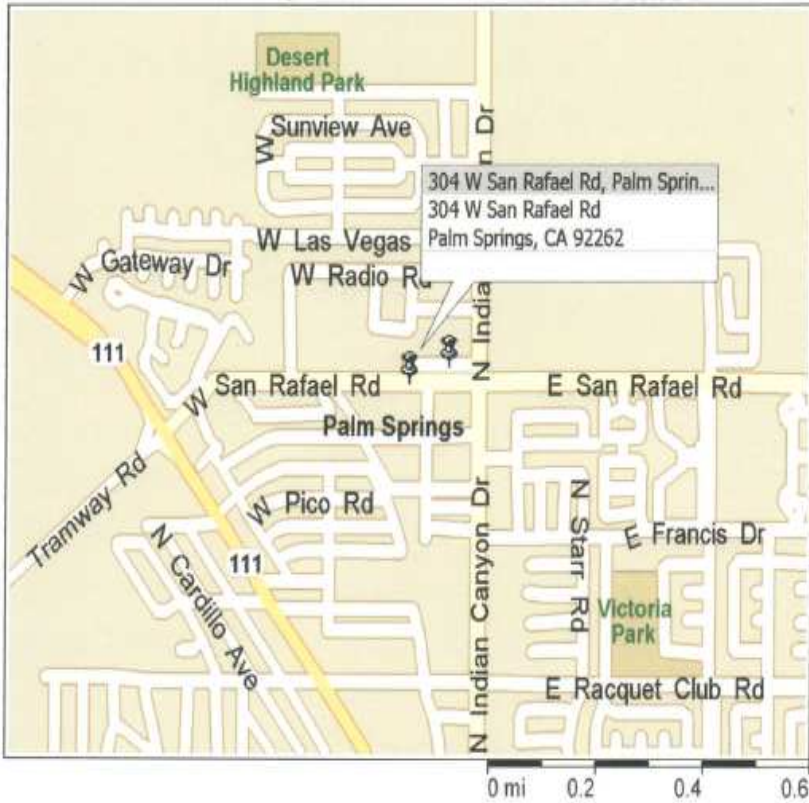 Desert
Highland Park
W Sunview Ave
304 W San Rafael Rd, Palm Sprin...
304 W San Rafael Rd
Palm Springs, CA 92262
W Las Vegas
W Gateway Dr
W Radio Rd
N Indian Canyon Dr
111
W San Rafael Rd
E San Rafael Rd
Palm Springs
Tramway Rd
W Pico Rd
N Starr Rd
E Francis Dr
N Cardillo Ave
111
N Indian Canyon Dr
Victoria
Park
E Racquet Club Rd
0 mi 0.2 0.4 0.6